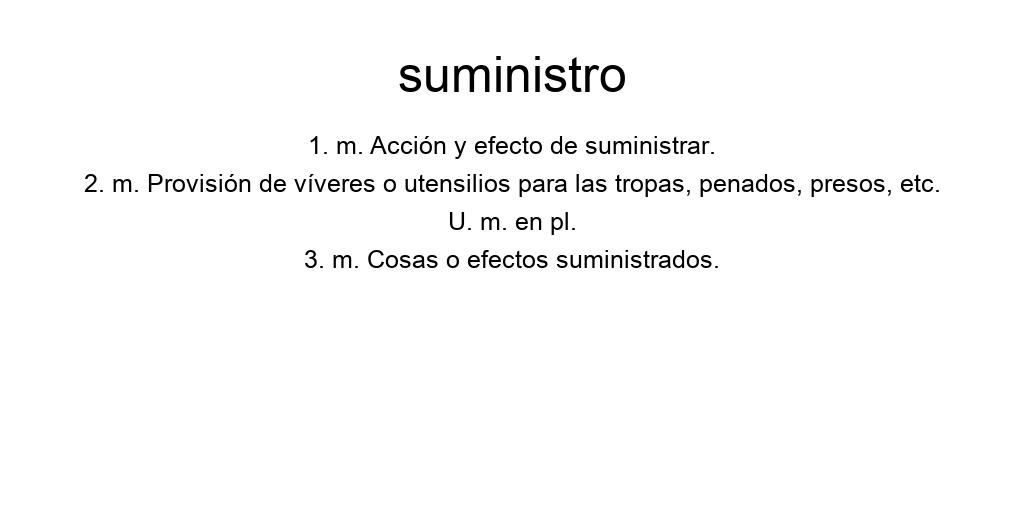 suministro
1. m. Acción y efecto de suministrar.
2. m. Provisión de víveres o utensilios para las tropas, penados, presos, etc.
U. m. en pl.
3. m. Cosas o efectos suministrados.